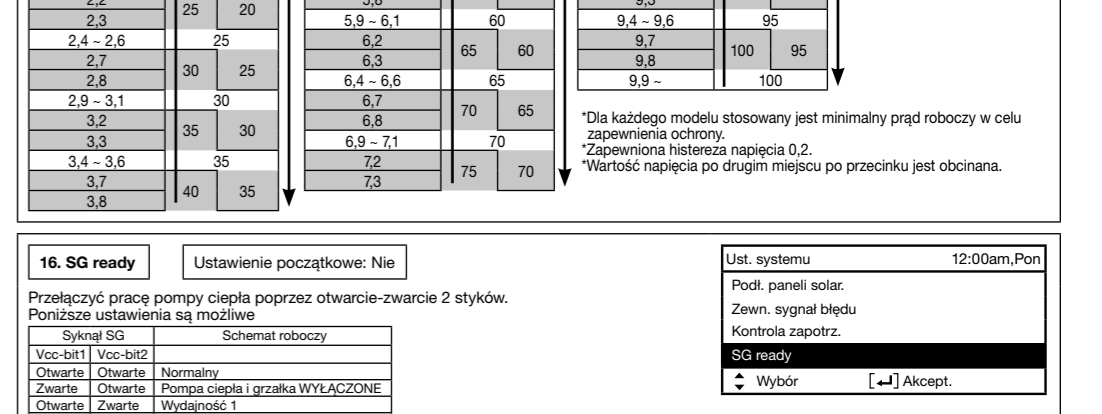 2,2
2,3 25 20
2,4 ~ 2,6 25
2,7
2,8 30 25
2,9 ~ 3,1 30
3,2
3,3 35 30
3,4 ~ 3,6 35
3,7
3,8 40 35
5,8
5,9 ~ 6,1 60
6,2
6,3 65 60
6,4 ~ 6,6 65
6,7
6,8 70 65
6,9 ~ 7,1 70
7,2
7,3 75 70
9,3
9,4 ~ 9,6 95
9,7
9,8 100 95
9,9 ~ 100
*Dla każdego modelu stosowany jest minimalny prąd roboczy w celu
zapewnienia ochrony.
*Zapewniona histereza napięcia 0,2.
*Wartość napięcia po drugim miejscu po przecinku jest obcinana.
16. SG ready Ustawienie początkowe: Nie
Przełączyć pracę pompy ciepła poprzez otwarcie-zwarcie 2 styków.
Poniższe ustawienia są możliwe
Syknął SG Schemat roboczy
Vcc-bit1 Vcc-bit2
Otwarte Otwarte Normalny
Zwarte Otwarte Pompa ciepła i grzałka WYŁĄCZONE
Otwarte Zwarte Wydajność 1
Ust. systemu 12:00am,Pon
Podł. paneli solar.
Zewn. sygnał błędu
Kontrola zapotrz.
SG ready
Wybór [↵] Akcept.